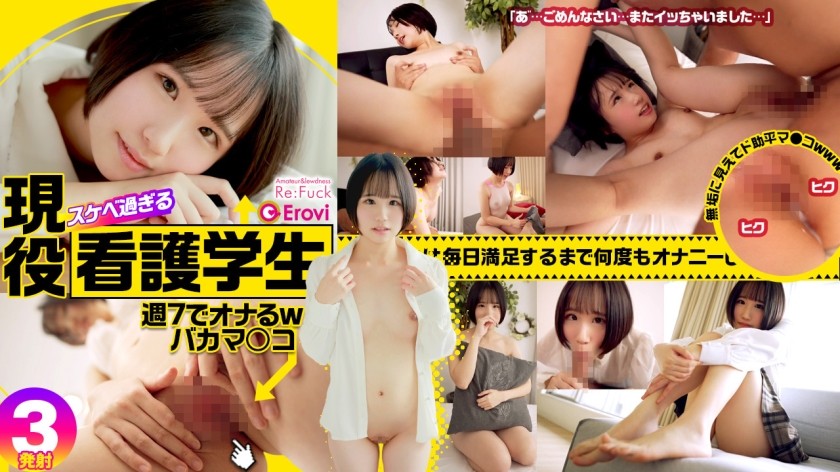 「あ゛…ごめんなさい…またイッちゃいました…」
Amateur&lewdness
Re:Fuck
Erovi
スケベ過ぎる
現役
看護学生
週7でオナるw
バカマ●コ
は毎日満足するまで何度もオナニー
無垢に見えてド助平マ●コwww
ヒク
ヒク
3
発射